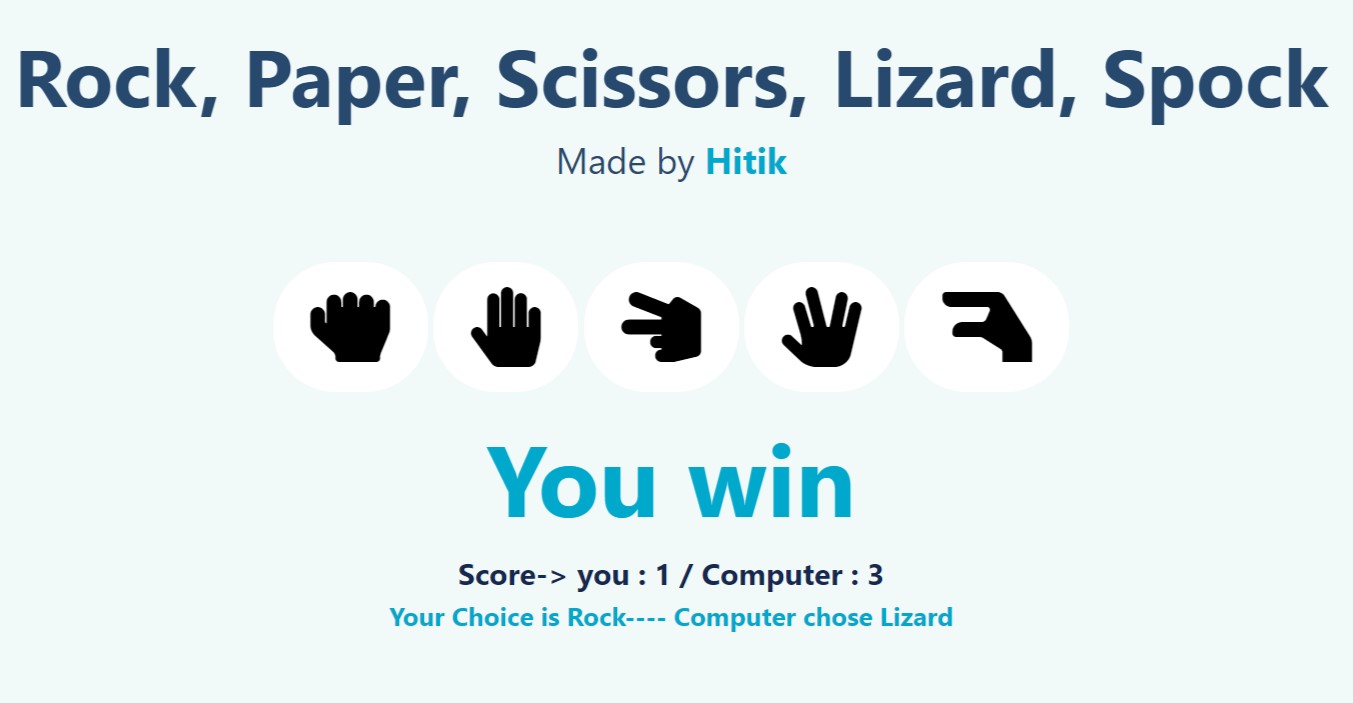 Rock, Paper, Scissors, Lizard, Spock
Made by Hitik
You win
Score-> you : 1 / Computer : 3
Your Choice is Rock---- Computer chose Lizard